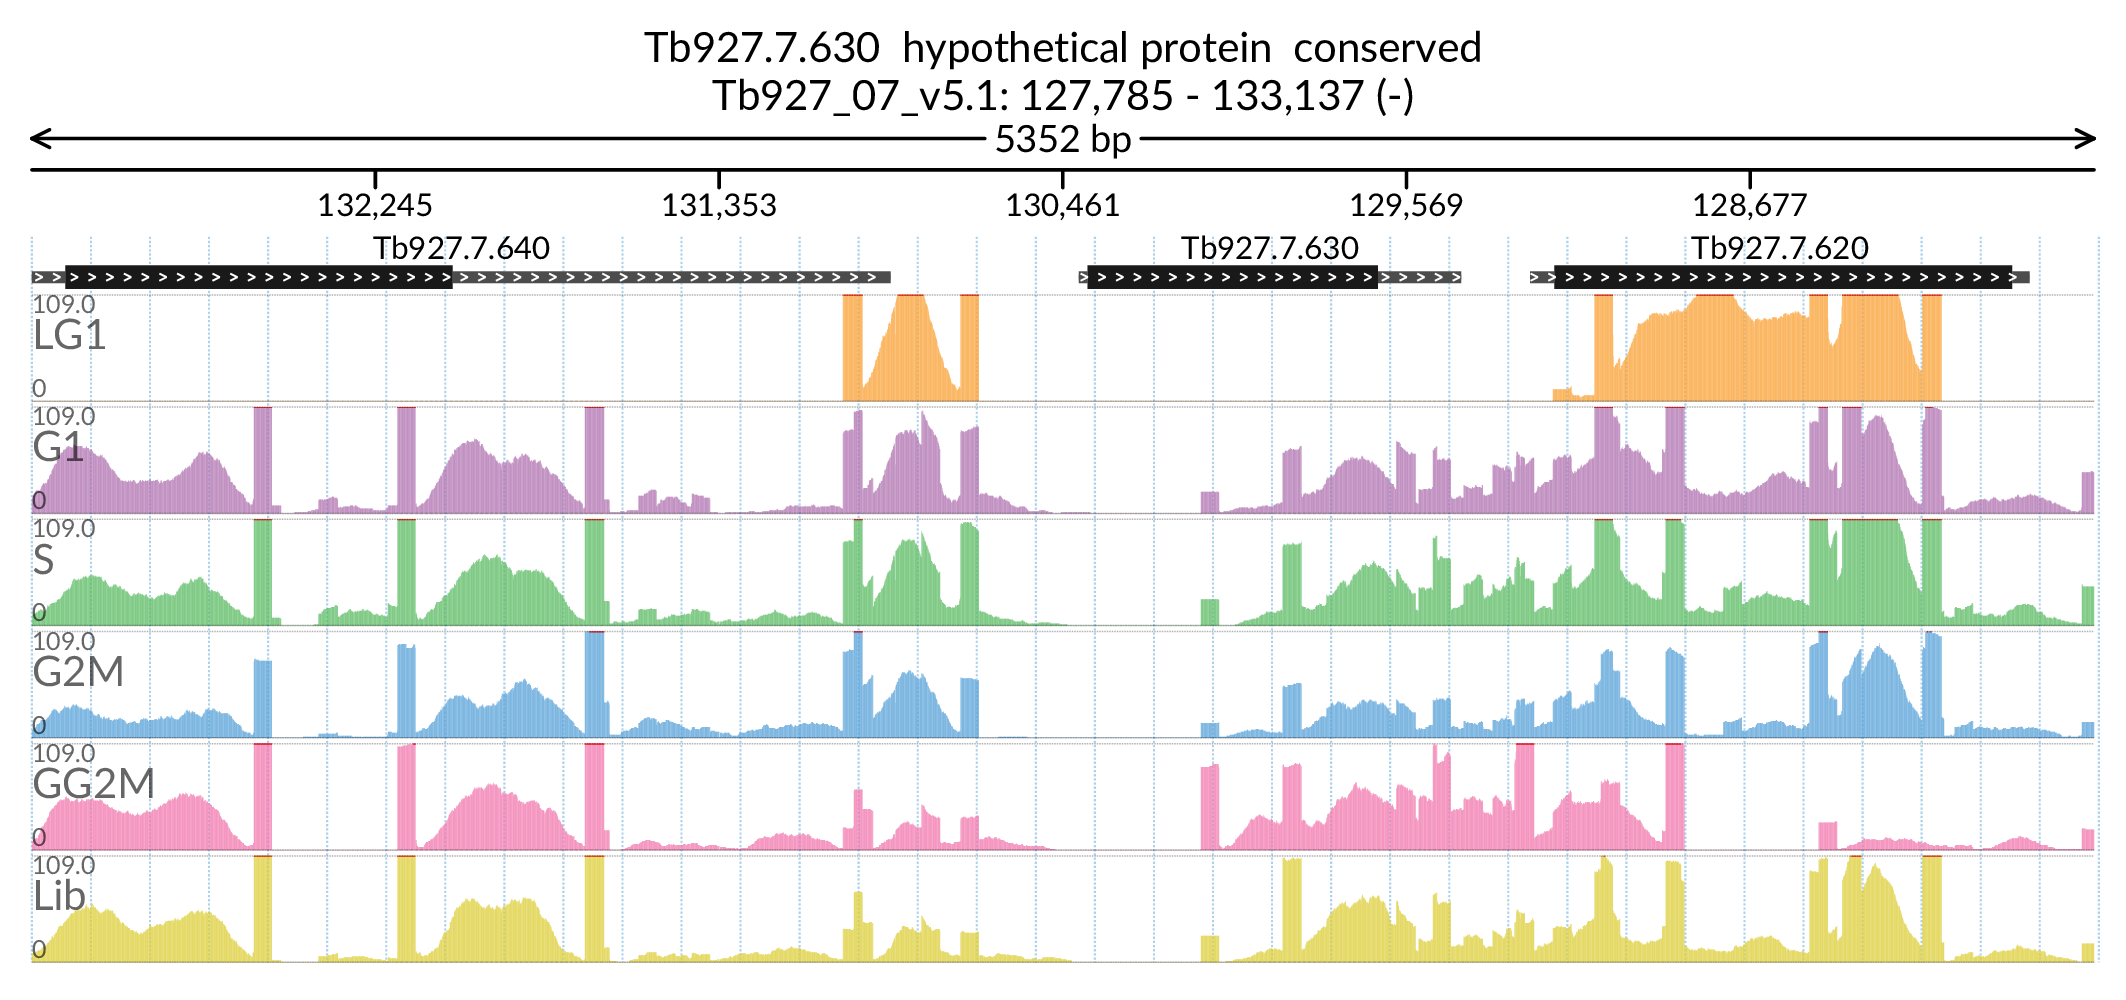 Tb927.7.630 hypothetical protein conserved
Tb927_07_v5.1: 127,785 - 133,137 (-)
5352 bp
132,245 131,353 130,461 129,569 128,677
Tb927.7.640 Tb927.7.630 Tb927.7.620
109.0
LG1
0
109.0
G1
0
109.0
S
0
109.0
G2M
0
109.0
GG2M
0
109.0
Lib
0